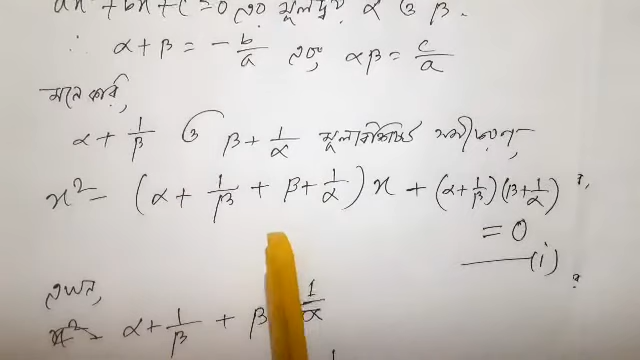 ax² + bx + c = 0 এর মূলদ্বয় α ও β.
∴ α + β = - b/a এবং, αβ = c/a
মনে করি,
α + 1/β ও β + 1/α মূলবিশিষ্ট সমীকরণ,
x² - (α + 1/β + β + 1/α)x + (α + 1/β)(β + 1/α)
= 0
(i)
এখন,
α + 1/β + β 1/α